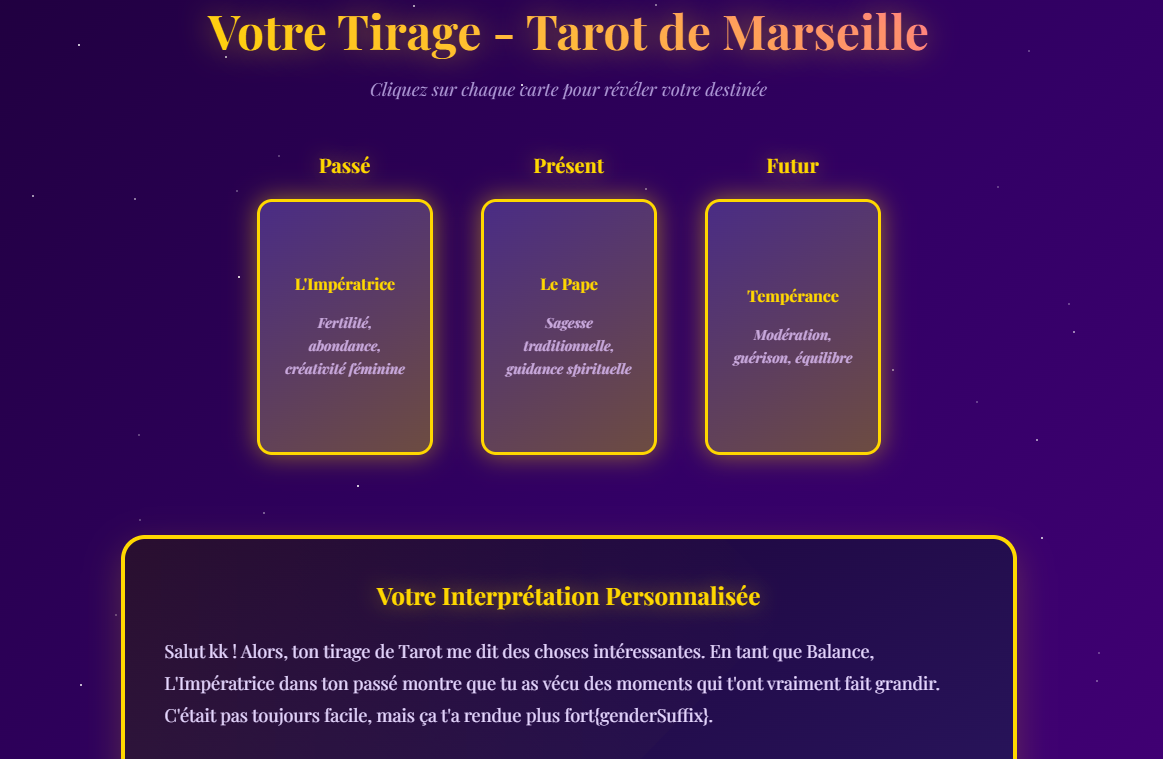 Votre Tirage - Tarot de Marseille
Cliquez sur chaque carte pour révéler votre destinée
Passé
Présent
Futur
L'Impératrice
Fertilité,
abondance,
créativité féminine
Le Pape
Sagesse
traditionnelle,
guidance spirituelle
Tempérance
Modération,
guérison, équilibre
Votre Interprétation Personnalisée
Salut kk ! Alors, ton tirage de Tarot me dit des choses intéressantes. En tant que Balance,
L'Impératrice dans ton passé montre que tu as vécu des moments qui t'ont vraiment fait grandir.
C'était pas toujours facile, mais ça t'a rendue plus fort{genderSuffix}.